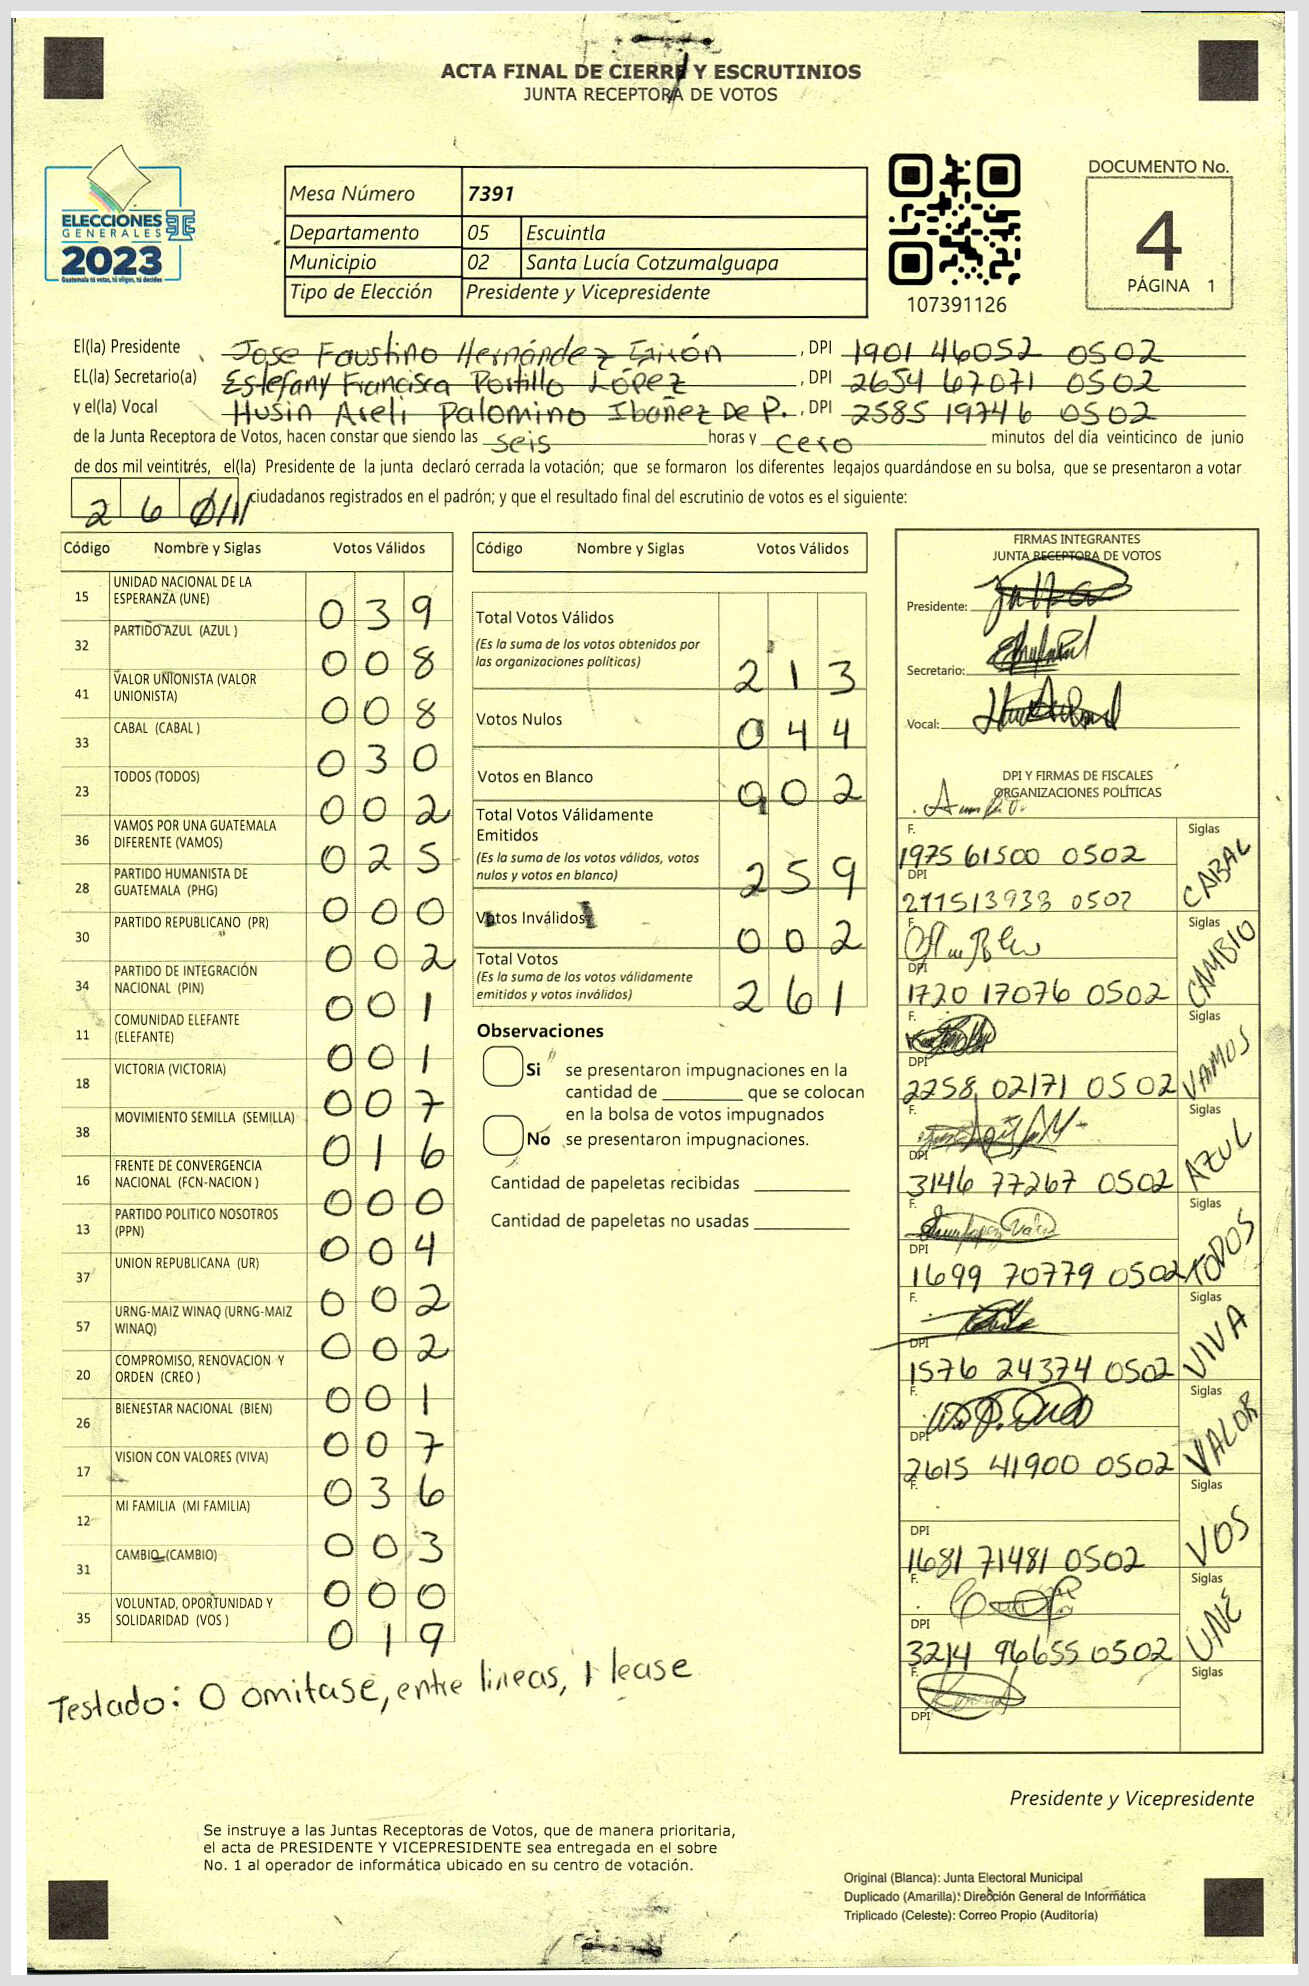 ACTA FINAL DE CIERRE Y ESCRUTINIOS
JUNTA RECEPTORA DE VOTOS
ELECCIONES
GENERALES
2023
Guatemala tú votas, tú eliges, tú decides
Mesa Número 7391
Departamento 05 Escuintla
Municipio 02 Santa Lucía Cotzumalguapa
Tipo de Elección Presidente y Vicepresidente
107391126
DOCUMENTO No.
4
PÁGINA 1
El(la) Presidente Jose Faustino Hernández , DPI 1901 46052 0502
EL(la) Secretario(a) Estefany Francisca Portillo López , DPI 2654 67071 0502
y el(la) Vocal Husin Areli Palomino Ibañez De P. , DPI 2585 19746 0502
de la Junta Receptora de Votos, hacen constar que siendo las seis horas y cero minutos del día veinticinco de junio
de dos mil veintitrés, el(la) Presidente de la junta declaró cerrada la votación; que se formaron los diferentes legajos guardándose en su bolsa, que se presentaron a votar
2 6 0/1/ ciudadanos registrados en el padrón; y que el resultado final del escrutinio de votos es el siguiente:
Código Nombre y Siglas Votos Válidos
15 UNIDAD NACIONAL DE LA ESPERANZA (UNE) 0 3 9
32 PARTIDO AZUL (AZUL ) 0 0 8
41 VALOR UNIONISTA (VALOR UNIONISTA) 0 0 8
33 CABAL (CABAL ) 0 3 0
23 TODOS (TODOS) 0 0 2
36 VAMOS POR UNA GUATEMALA DIFERENTE (VAMOS) 0 2 5
28 PARTIDO HUMANISTA DE GUATEMALA (PHG) 0 0 0
30 PARTIDO REPUBLICANO (PR) 0 0 2
34 PARTIDO DE INTEGRACIÓN NACIONAL (PIN) 0 0 1
11 COMUNIDAD ELEFANTE (ELEFANTE) 0 0 1
18 VICTORIA (VICTORIA) 0 0 7
38 MOVIMIENTO SEMILLA (SEMILLA) 0 1 6
16 FRENTE DE CONVERGENCIA NACIONAL (FCN-NACION ) 0 0 0
13 PARTIDO POLITICO NOSOTROS (PPN) 0 0 4
37 UNION REPUBLICANA (UR) 0 0 2
57 URNG-MAIZ WINAQ (URNG-MAIZ WINAQ) 0 0 2
20 COMPROMISO, RENOVACION Y ORDEN (CREO ) 0 0 1
26 BIENESTAR NACIONAL (BIEN) 0 0 7
17 VISION CON VALORES (VIVA) 0 3 6
12 MI FAMILIA (MI FAMILIA) 0 0 3
31 CAMBIO (CAMBIO) 0 0 0
35 VOLUNTAD, OPORTUNIDAD Y SOLIDARIDAD (VOS ) 0 1 9
Testado: 0 omitase, entre lineas, 1 lease
Código Nombre y Siglas Votos Válidos
Total Votos Válidos
(Es la suma de los votos obtenidos por
las organizaciones políticas) 2 1 3
Votos Nulos 0 4 4
Votos en Blanco 0 0 2
Total Votos Válidamente
Emitidos
(Es la suma de los votos válidos, votos
nulos y votos en blanco) 2 5 9
Votos Inválidos 0 0 2
Total Votos
(Es la suma de los votos válidamente
emitidos y votos inválidos) 2 6 1
Observaciones
Si se presentaron impugnaciones en la
cantidad de ________ que se colocan
en la bolsa de votos impugnados
No se presentaron impugnaciones.
Cantidad de papeletas recibidas ________
Cantidad de papeletas no usadas ________
FIRMAS INTEGRANTES
JUNTA RECEPTORA DE VOTOS
Presidente:
Secretario:
Vocal:
DPI Y FIRMAS DE FISCALES
ORGANIZACIONES POLÍTICAS
F. Siglas
1975 61500 0502 CABAL
DPI
277513933 0502
F. Siglas
CAMBIO
DPI
1720 17076 0502
F. Siglas
VAMOS
DPI
2258 02171 0502
F. Siglas
AZUL
DPI
3146 77267 0502
F. Siglas
TODOS
DPI
1699 70779 0502
F. Siglas
VIVA
DPI
1576 24374 0502
F. Siglas
VALOR
DPI
2615 41900 0502
F. Siglas
VOS
DPI
1681 71481 0502
F. Siglas
UNE
DPI
3214 96655 0502
F. Siglas
DPI
Presidente y Vicepresidente
Se instruye a las Juntas Receptoras de Votos, que de manera prioritaria,
el acta de PRESIDENTE Y VICEPRESIDENTE sea entregada en el sobre
No. 1 al operador de informática ubicado en su centro de votación.
Original (Blanca): Junta Electoral Municipal
Duplicado (Amarilla): Dirección General de Informática
Triplicado (Celeste): Correo Propio (Auditoría)